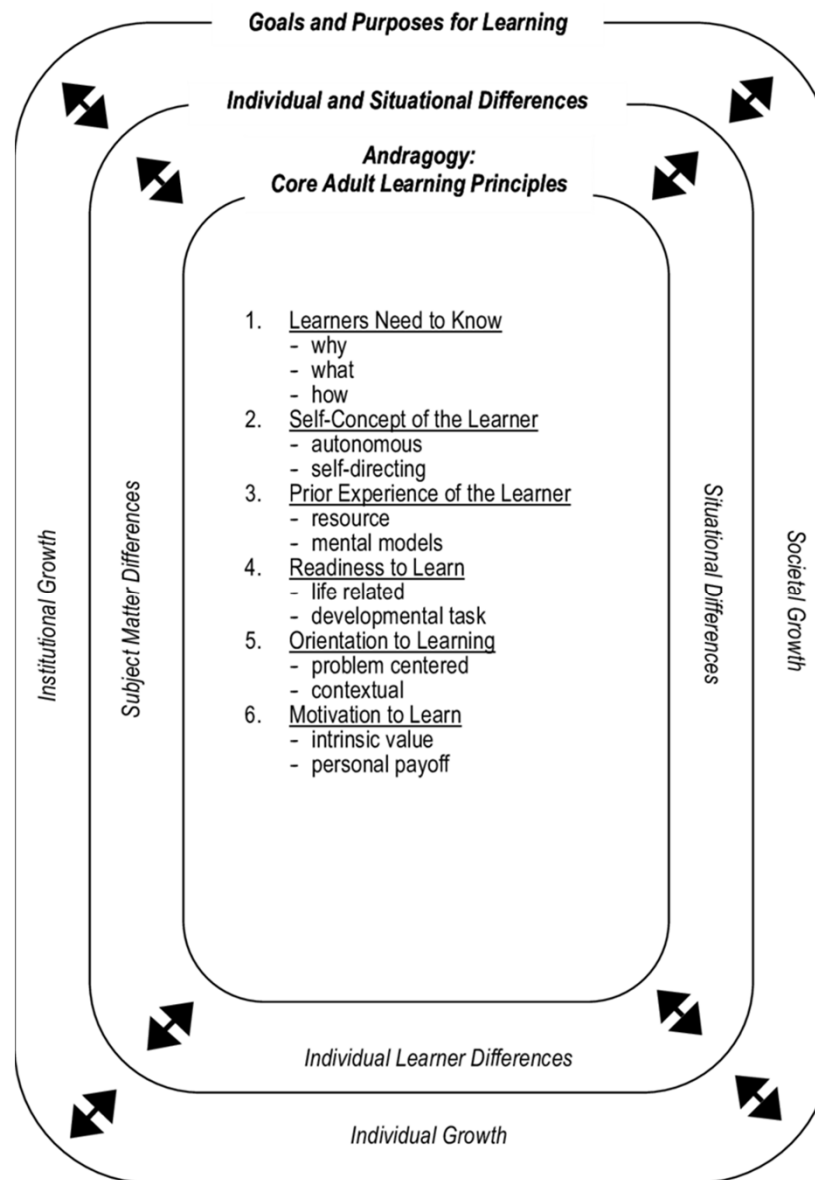 Goals and Purposes for Learning
Individual and Situational Differences
Andragogy:
Core Adult Learning Principles
1. Learners Need to Know
- why
- what
- how
2. Self-Concept of the Learner
- autonomous
- self-directing
3. Prior Experience of the Learner
- resource
- mental models
4. Readiness to Learn
- life related
- developmental task
5. Orientation to Learning
- problem centered
- contextual
6. Motivation to Learn
- intrinsic value
- personal payoff
Institutional Growth
Subject Matter Differences
Situational Differences
Societal Growth
Individual Learner Differences
Individual Growth